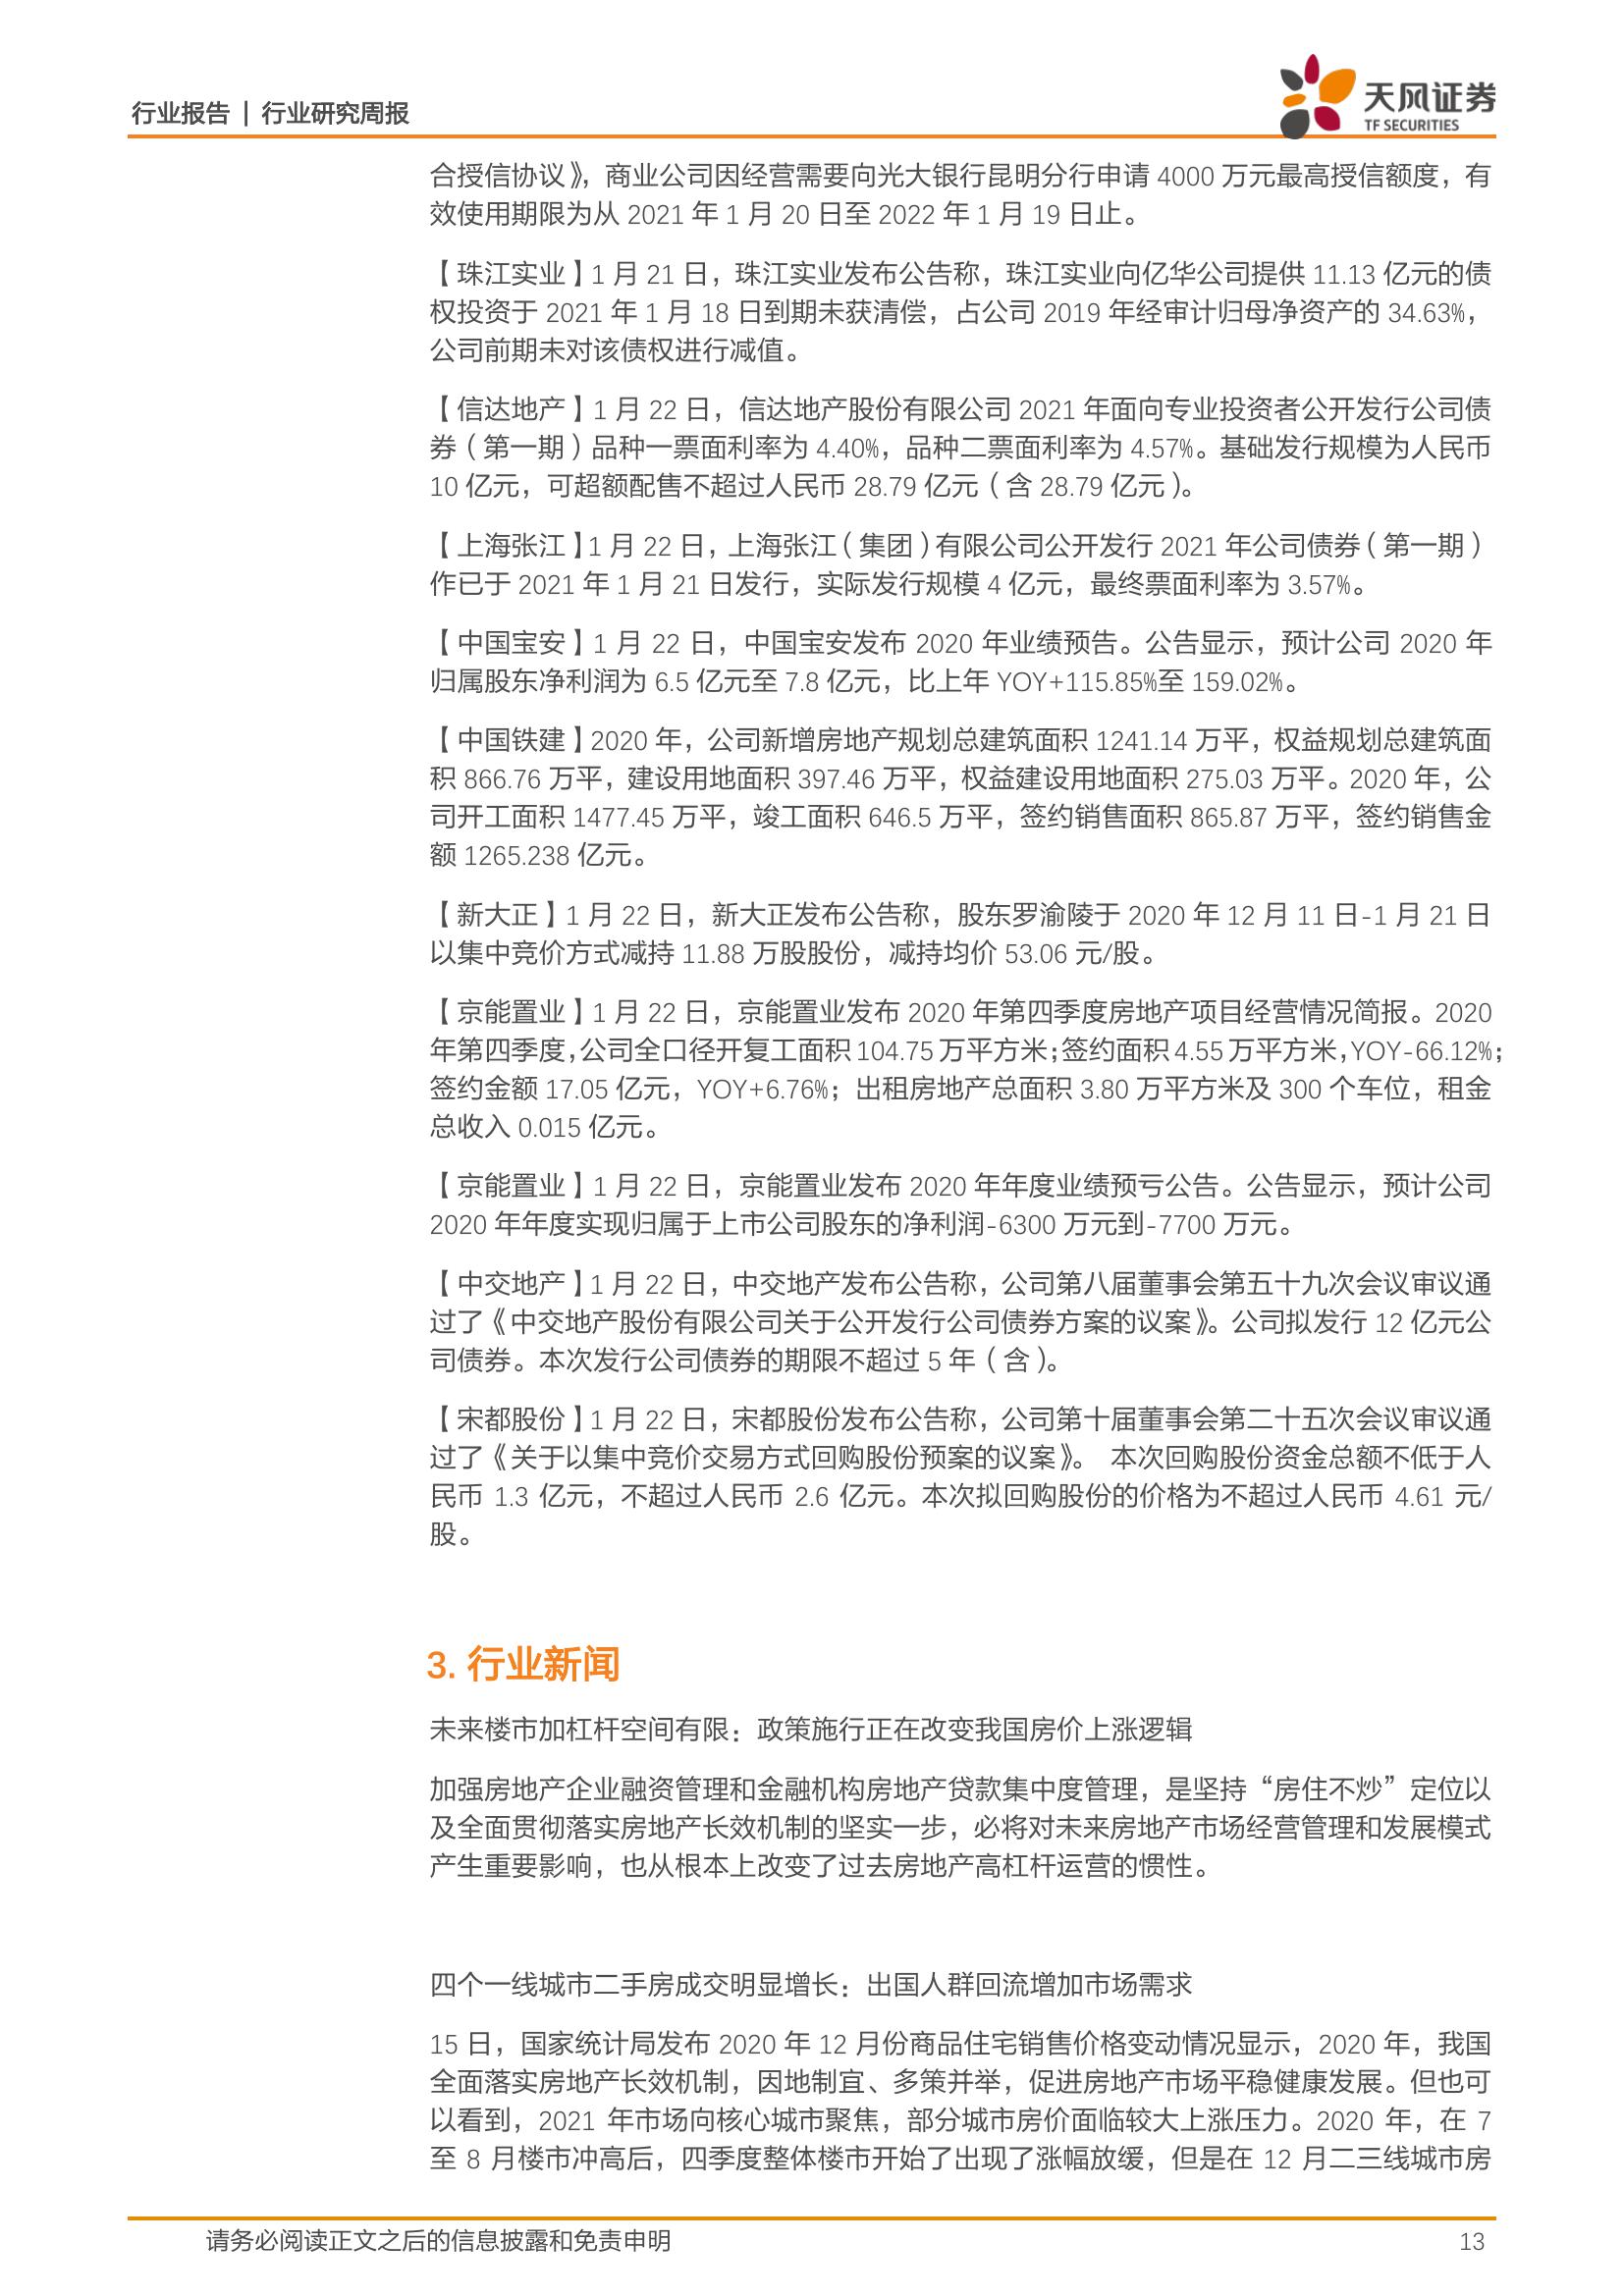 行业报告 | 行业研究周报
天风证券
TF SECURITIES
合授信协议》，商业公司因经营需要向光大银行昆明分行申请 4000 万元最高授信额度，有
效使用期限为从 2021 年 1 月 20 日至 2022 年 1 月 19 日止。
【珠江实业】1 月 21 日，珠江实业发布公告称，珠江实业向亿华公司提供 11.13 亿元的债
权投资于 2021 年 1 月 18 日到期未获清偿，占公司 2019 年经审计归母净资产的 34.63%，
公司前期未对该债权进行减值。
【信达地产】1 月 22 日，信达地产股份有限公司 2021 年面向专业投资者公开发行公司债
券（第一期）品种一票面利率为 4.40%，品种二票面利率为 4.57%。基础发行规模为人民币
10 亿元，可超额配售不超过人民币 28.79 亿元（含 28.79 亿元）。
【上海张江】1 月 22 日，上海张江（集团）有限公司公开发行 2021 年公司债券（第一期）
作已于 2021 年 1 月 21 日发行，实际发行规模 4 亿元，最终票面利率为 3.57%。
【中国宝安】1 月 22 日，中国宝安发布 2020 年业绩预告。公告显示，预计公司 2020 年
归属股东净利润为 6.5 亿元至 7.8 亿元，比上年 YOY+115.85%至 159.02%。
【中国铁建】2020 年，公司新增房地产规划总建筑面积 1241.14 万平，权益规划总建筑面
积 866.76 万平，建设用地面积 397.46 万平，权益建设用地面积 275.03 万平。2020 年，公
司开工面积 1477.45 万平，竣工面积 646.5 万平，签约销售面积 865.87 万平，签约销售金
额 1265.238 亿元。
【新大正】1 月 22 日，新大正发布公告称，股东罗渝陵于 2020 年 12 月 11 日-1 月 21 日
以集中竞价方式减持 11.88 万股股份，减持均价 53.06 元/股。
【京能置业】1 月 22 日，京能置业发布 2020 年第四季度房地产项目经营情况简报。2020
年第四季度，公司全口径开复工面积 104.75 万平方米；签约面积 4.55 万平方米，YOY-66.12%；
签约金额 17.05 亿元，YOY+6.76%；出租房地产总面积 3.80 万平方米及 300 个车位，租金
总收入 0.015 亿元。
【京能置业】1 月 22 日，京能置业发布 2020 年年度业绩预亏公告。公告显示，预计公司
2020 年年度实现归属于上市公司股东的净利润-6300 万元到-7700 万元。
【中交地产】1 月 22 日，中交地产发布公告称，公司第八届董事会第五十九次会议审议通
过了《中交地产股份有限公司关于公开发行公司债券方案的议案》。公司拟发行 12 亿元公
司债券。本次发行公司债券的期限不超过 5 年（含）。
【宋都股份】1 月 22 日，宋都股份发布公告称，公司第十届董事会第二十五次会议审议通
过了《关于以集中竞价交易方式回购股份预案的议案》。 本次回购股份资金总额不低于人
民币 1.3 亿元，不超过人民币 2.6 亿元。本次拟回购股份的价格为不超过人民币 4.61 元/
股。
3. 行业新闻
未来楼市加杠杆空间有限：政策施行正在改变我国房价上涨逻辑
加强房地产企业融资管理和金融机构房地产贷款集中度管理，是坚持“房住不炒”定位以
及全面贯彻落实房地产长效机制的坚实一步，必将对未来房地产市场经营管理和发展模式
产生重要影响，也从根本上改变了过去房地产高杠杆运营的惯性。
四个一线城市二手房成交明显增长：出国人群回流增加市场需求
15 日，国家统计局发布 2020 年 12 月份商品住宅销售价格变动情况显示，2020 年，我国
全面落实房地产长效机制，因地制宜、多策并举，促进房地产市场平稳健康发展。但也可
以看到，2021 年市场向核心城市聚焦，部分城市房价面临较大上涨压力。2020 年，在 7
至 8 月楼市冲高后，四季度整体楼市开始了出现了涨幅放缓，但是在 12 月二三线城市房
请务必阅读正文之后的信息披露和免责申明
13